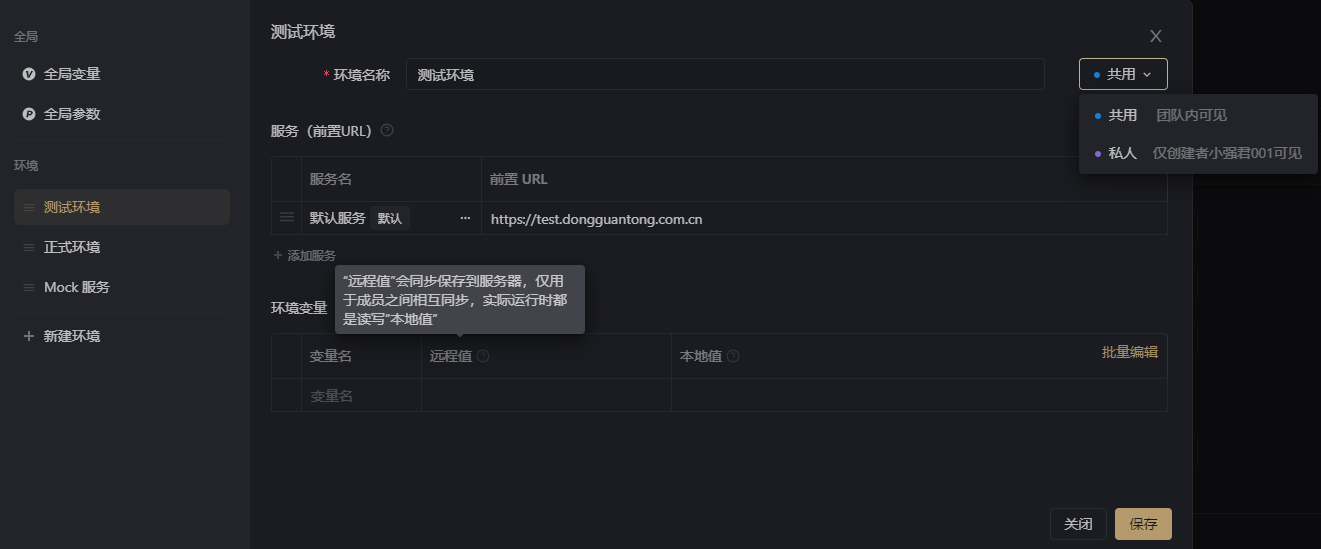 全局
全局变量
全局参数
环境
测试环境
正式环境
Mock 服务
+ 新建环境
测试环境
X
* 环境名称 测试环境
共用
共用 团队内可见
私人 仅创建者小强君001可见
服务（前置URL） ?
服务名 前置 URL
默认服务 默认 ··· https://test.dongguantong.com.cn
+ 添加服务
“远程值”会同步保存到服务器，仅用
于成员之间相互同步，实际运行时都
是读写“本地值”
环境变量
变量名 远程值 ? 本地值 ? 批量编辑
变量名
关闭 保存